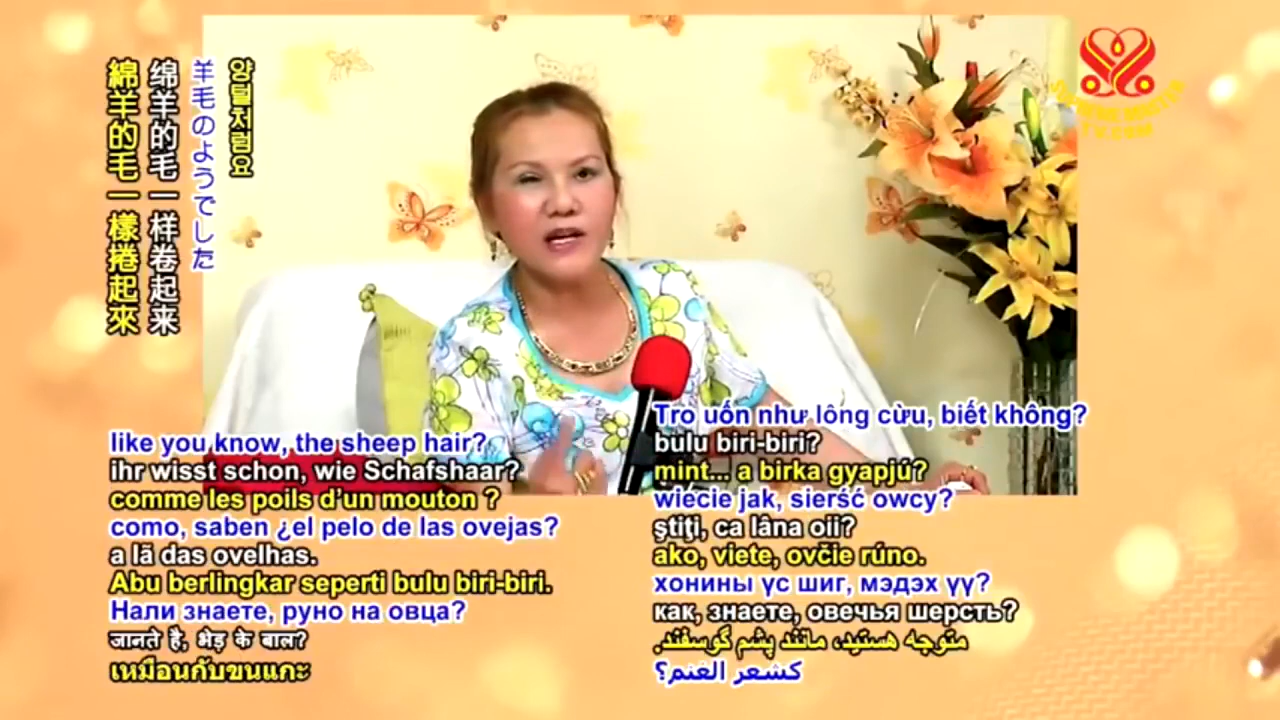 綿羊的毛一樣捲起來
绵羊的毛一样卷起来
羊毛のようでした
양털처럼요
SUPREME MASTER
TV.COM
like you know, the sheep hair?
ihr wisst schon, wie Schafshaar?
comme les poils d’un mouton ?
como, saben ¿el pelo de las ovejas?
a lã das ovelhas.
Abu berlingkar seperti bulu biri-biri.
Нали знаете, руно на овца?
जानते है, भेड़ के बाल?
เหมือนกับขนแกะ
Tro uốn như lông cừu, biết không?
bulu biri-biri?
mint... a birka gyapjú?
wiecie jak, sierść owcy?
ştiţi, ca lâna oii?
ako, viete, ovčie rúno.
хонины үс шиг, мэдэх үү?
как, знаете, овечья шерсть?
متوجه هستید، مانند پشم گوسفند.
كشعر الغنم؟